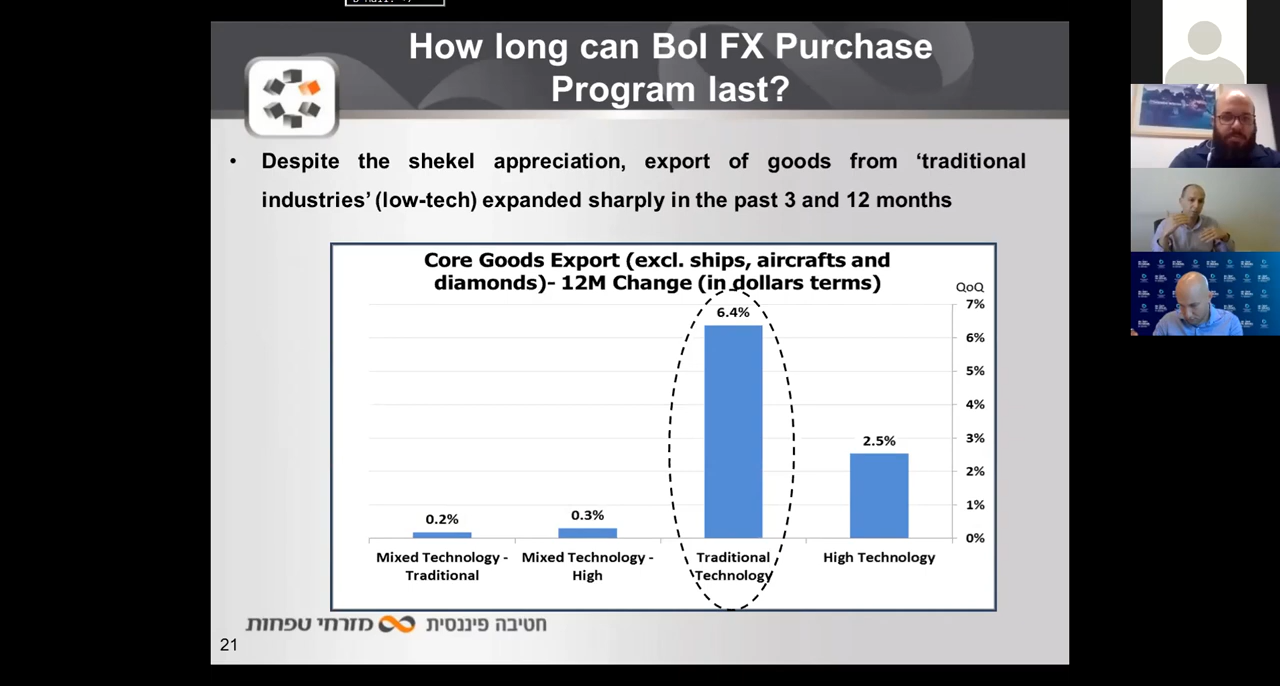 How long can BoI FX Purchase
Program last?
• Despite the shekel appreciation, export of goods from ‘traditional
industries’ (low-tech) expanded sharply in the past 3 and 12 months
Core Goods Export (excl. ships, aircrafts and
diamonds)- 12M Change (in dollars terms)
QoQ
7%
6%
5%
4%
3%
2%
1%
0%
0.2%
0.3%
6.4%
2.5%
Mixed Technology -
Traditional
Mixed Technology -
High
Traditional
Technology
High Technology
מזרחי טפחות חטיבה פיננסית
21